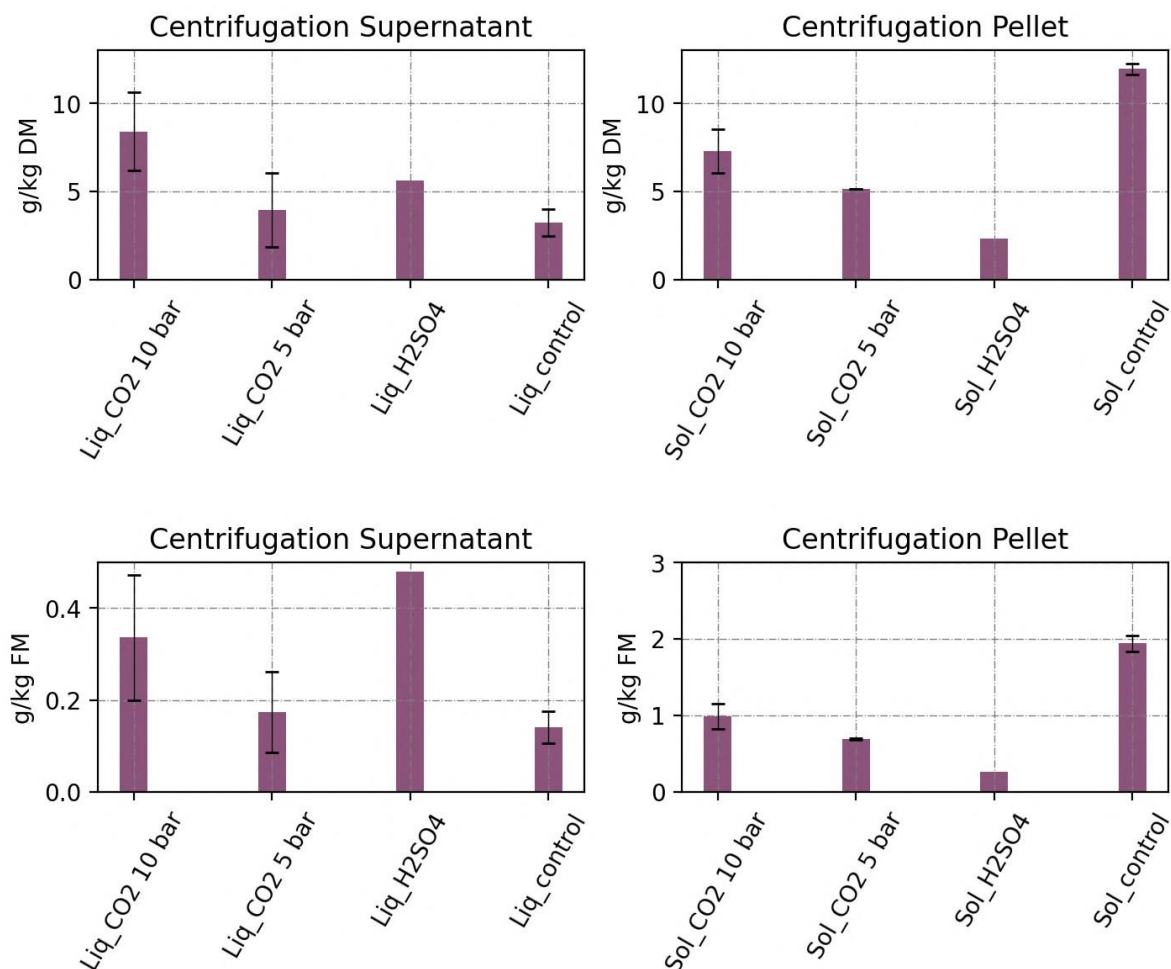 Centrifugation Supernatant
g/kg DM
10
5
0
Liq_CO2 10 bar
Liq_CO2 5 bar
Liq_H2SO4
Liq_control
Centrifugation Pellet
g/kg DM
10
5
0
Sol_CO2 10 bar
Sol_CO2 5 bar
Sol_H2SO4
Sol_control
Centrifugation Supernatant
g/kg FM
0.4
0.2
0.0
Liq_CO2 10 bar
Liq_CO2 5 bar
Liq_H2SO4
Liq_control
Centrifugation Pellet
g/kg FM
3
2
1
0
Sol_CO2 10 bar
Sol_CO2 5 bar
Sol_H2SO4
Sol_control